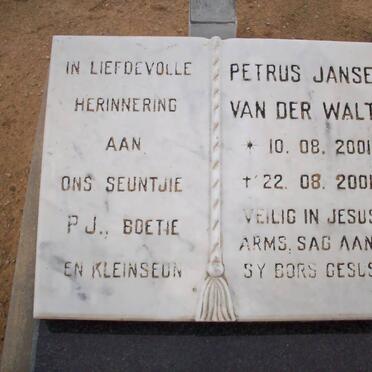 IN LIEFDEVOLLE
HERINNERING
AAN
ONS SEUNTJIE
P.J., BOETIE
EN KLEINSEUN
PETRUS JANSE
VAN DER WALT
* 10. 08. 2001
† 22. 08. 2001
VEILIG IN JESUS
ARMS, SAG AAN
SY BORS GESUS